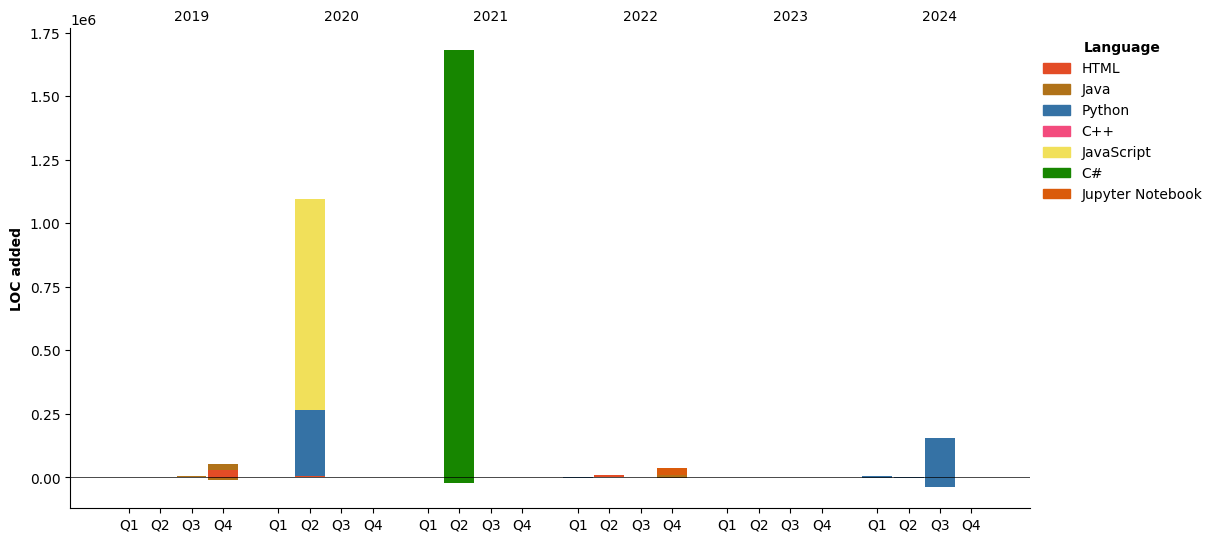 2019 2020 2021 2022 2023 2024
1e6
1.75
1.50
1.25
1.00
0.75
0.50
0.25
0.00
LOC added
Q1 Q2 Q3 Q4 Q1 Q2 Q3 Q4 Q1 Q2 Q3 Q4 Q1 Q2 Q3 Q4 Q1 Q2 Q3 Q4 Q1 Q2 Q3 Q4
Language
HTML
Java
Python
C++
JavaScript
C#
Jupyter Notebook